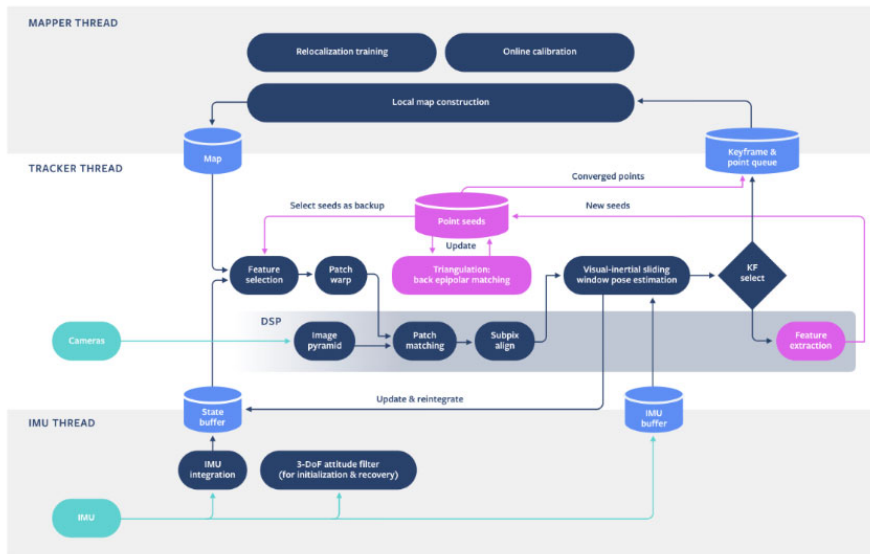 MAPPER THREAD
Relocalization training
Online calibration
Local map construction
Map
Keyframe &
point queue
TRACKER THREAD
Converged points
Select seeds as backup
Point seeds
New seeds
Update
Feature
selection
Patch
warp
Triangulation:
back epipolar matching
Visual-inertial sliding
window pose estimation
KF
select
DSP
Cameras
Image
pyramid
Patch
matching
Subpix
align
Feature
extraction
Update & reintegrate
State
buffer
IMU
buffer
IMU THREAD
IMU
integration
3-DoF attitude filter
(for initialization & recovery)
IMU